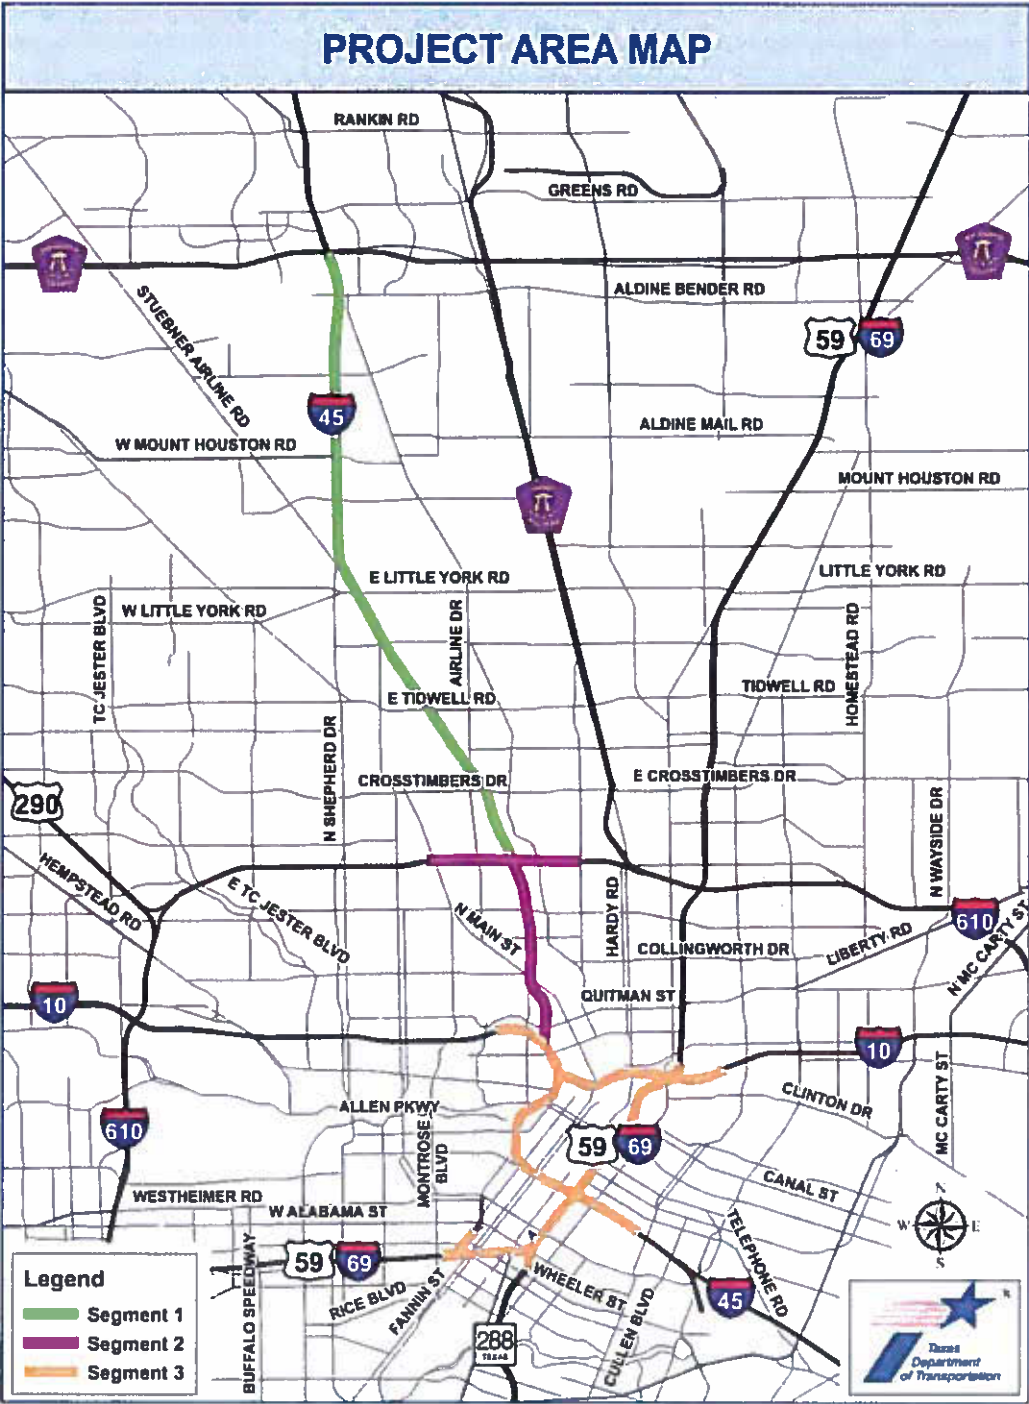 PROJECT AREA MAP
RANKIN RD
GREENS RD
ALDINE BENDER RD
STUEBNER AIRLINE RD
59
69
45
ALDINE MAIL RD
W MOUNT HOUSTON RD
MOUNT HOUSTON RD
E LITTLE YORK RD
LITTLE YORK RD
W LITTLE YORK RD
TC JESTER BLVD
AIRLINE DR
HOMESTEAD RD
TIDWELL RD
E TIDWELL RD
N SHEPHERD DR
CROSSTIMBERS DR
E CROSSTIMBERS DR
290
N WAYSIDE DR
HEMPSTEAD RD
E TC JESTER BLVD
N MAIN ST
HARDY RD
610
COLLINGWORTH DR
LIBERTY RD
N MC CARTY ST
QUITMAN ST
10
10
CLINTON DR
MC CARTY ST
ALLEN PKWY
610
MONTROSE
BLVD
59
69
CANAL ST
WESTHEIMER RD
W ALABAMA ST
N
W
E
S
TELEPHONE RD
59
69
BUFFALO SPEEDWAY
RICE BLVD
FANNIN ST
WHEELER ST
CULLEN BLVD
45
288
TEXAS
Legend
Segment 1
Segment 2
Segment 3
Texas
Department
of Transportation